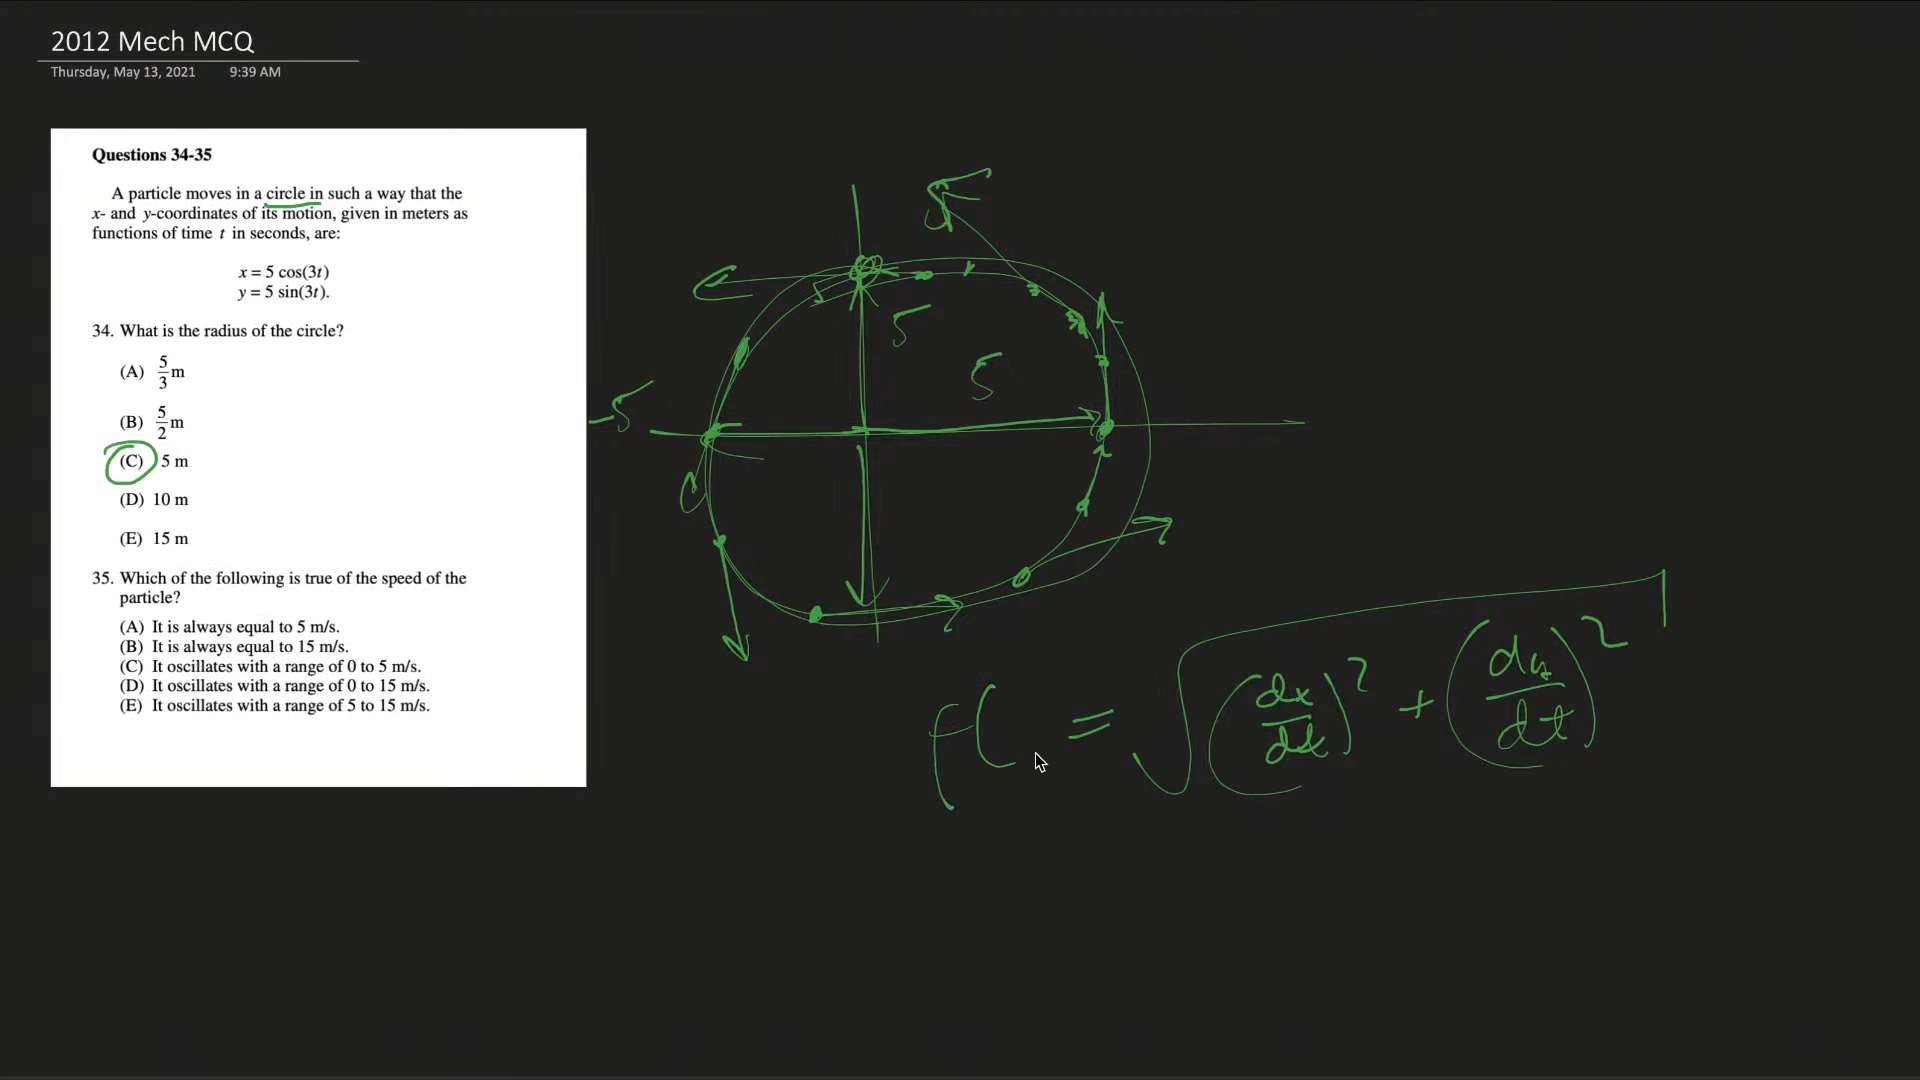 2012 Mech MCQ
Thursday, May 13, 2021 9:39 AM
Questions 34-35
A particle moves in a circle in such a way that the
x- and y-coordinates of its motion, given in meters as
functions of time t in seconds, are:
x = 5 cos(3t)
y = 5 sin(3t).
34. What is the radius of the circle?
(A) 5/3 m
(B) 5/2 m
(C) 5 m
(D) 10 m
(E) 15 m
35. Which of the following is true of the speed of the
particle?
(A) It is always equal to 5 m/s.
(B) It is always equal to 15 m/s.
(C) It oscillates with a range of 0 to 5 m/s.
(D) It oscillates with a range of 0 to 15 m/s.
(E) It oscillates with a range of 5 to 15 m/s.
5
5
-5
= √((dx/dt)² + (dy/dt)²)